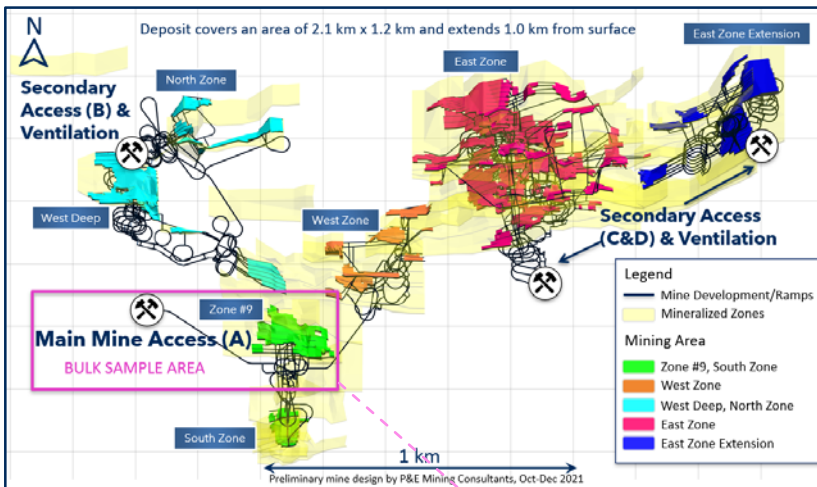 N
Deposit covers an area of 2.1 km x 1.2 km and extends 1.0 km from surface
East Zone Extension
North Zone
East Zone
Secondary
Access (B) &
Ventilation
West Deep
West Zone
Secondary Access
(C&D) & Ventilation
Zone #9
Main Mine Access (A)
BULK SAMPLE AREA
South Zone
1 km
Preliminary mine design by P&E Mining Consultants, Oct-Dec 2021
Legend
Mine Development/Ramps
Mineralized Zones
Mining Area
Zone #9, South Zone
West Zone
West Deep, North Zone
East Zone
East Zone Extension